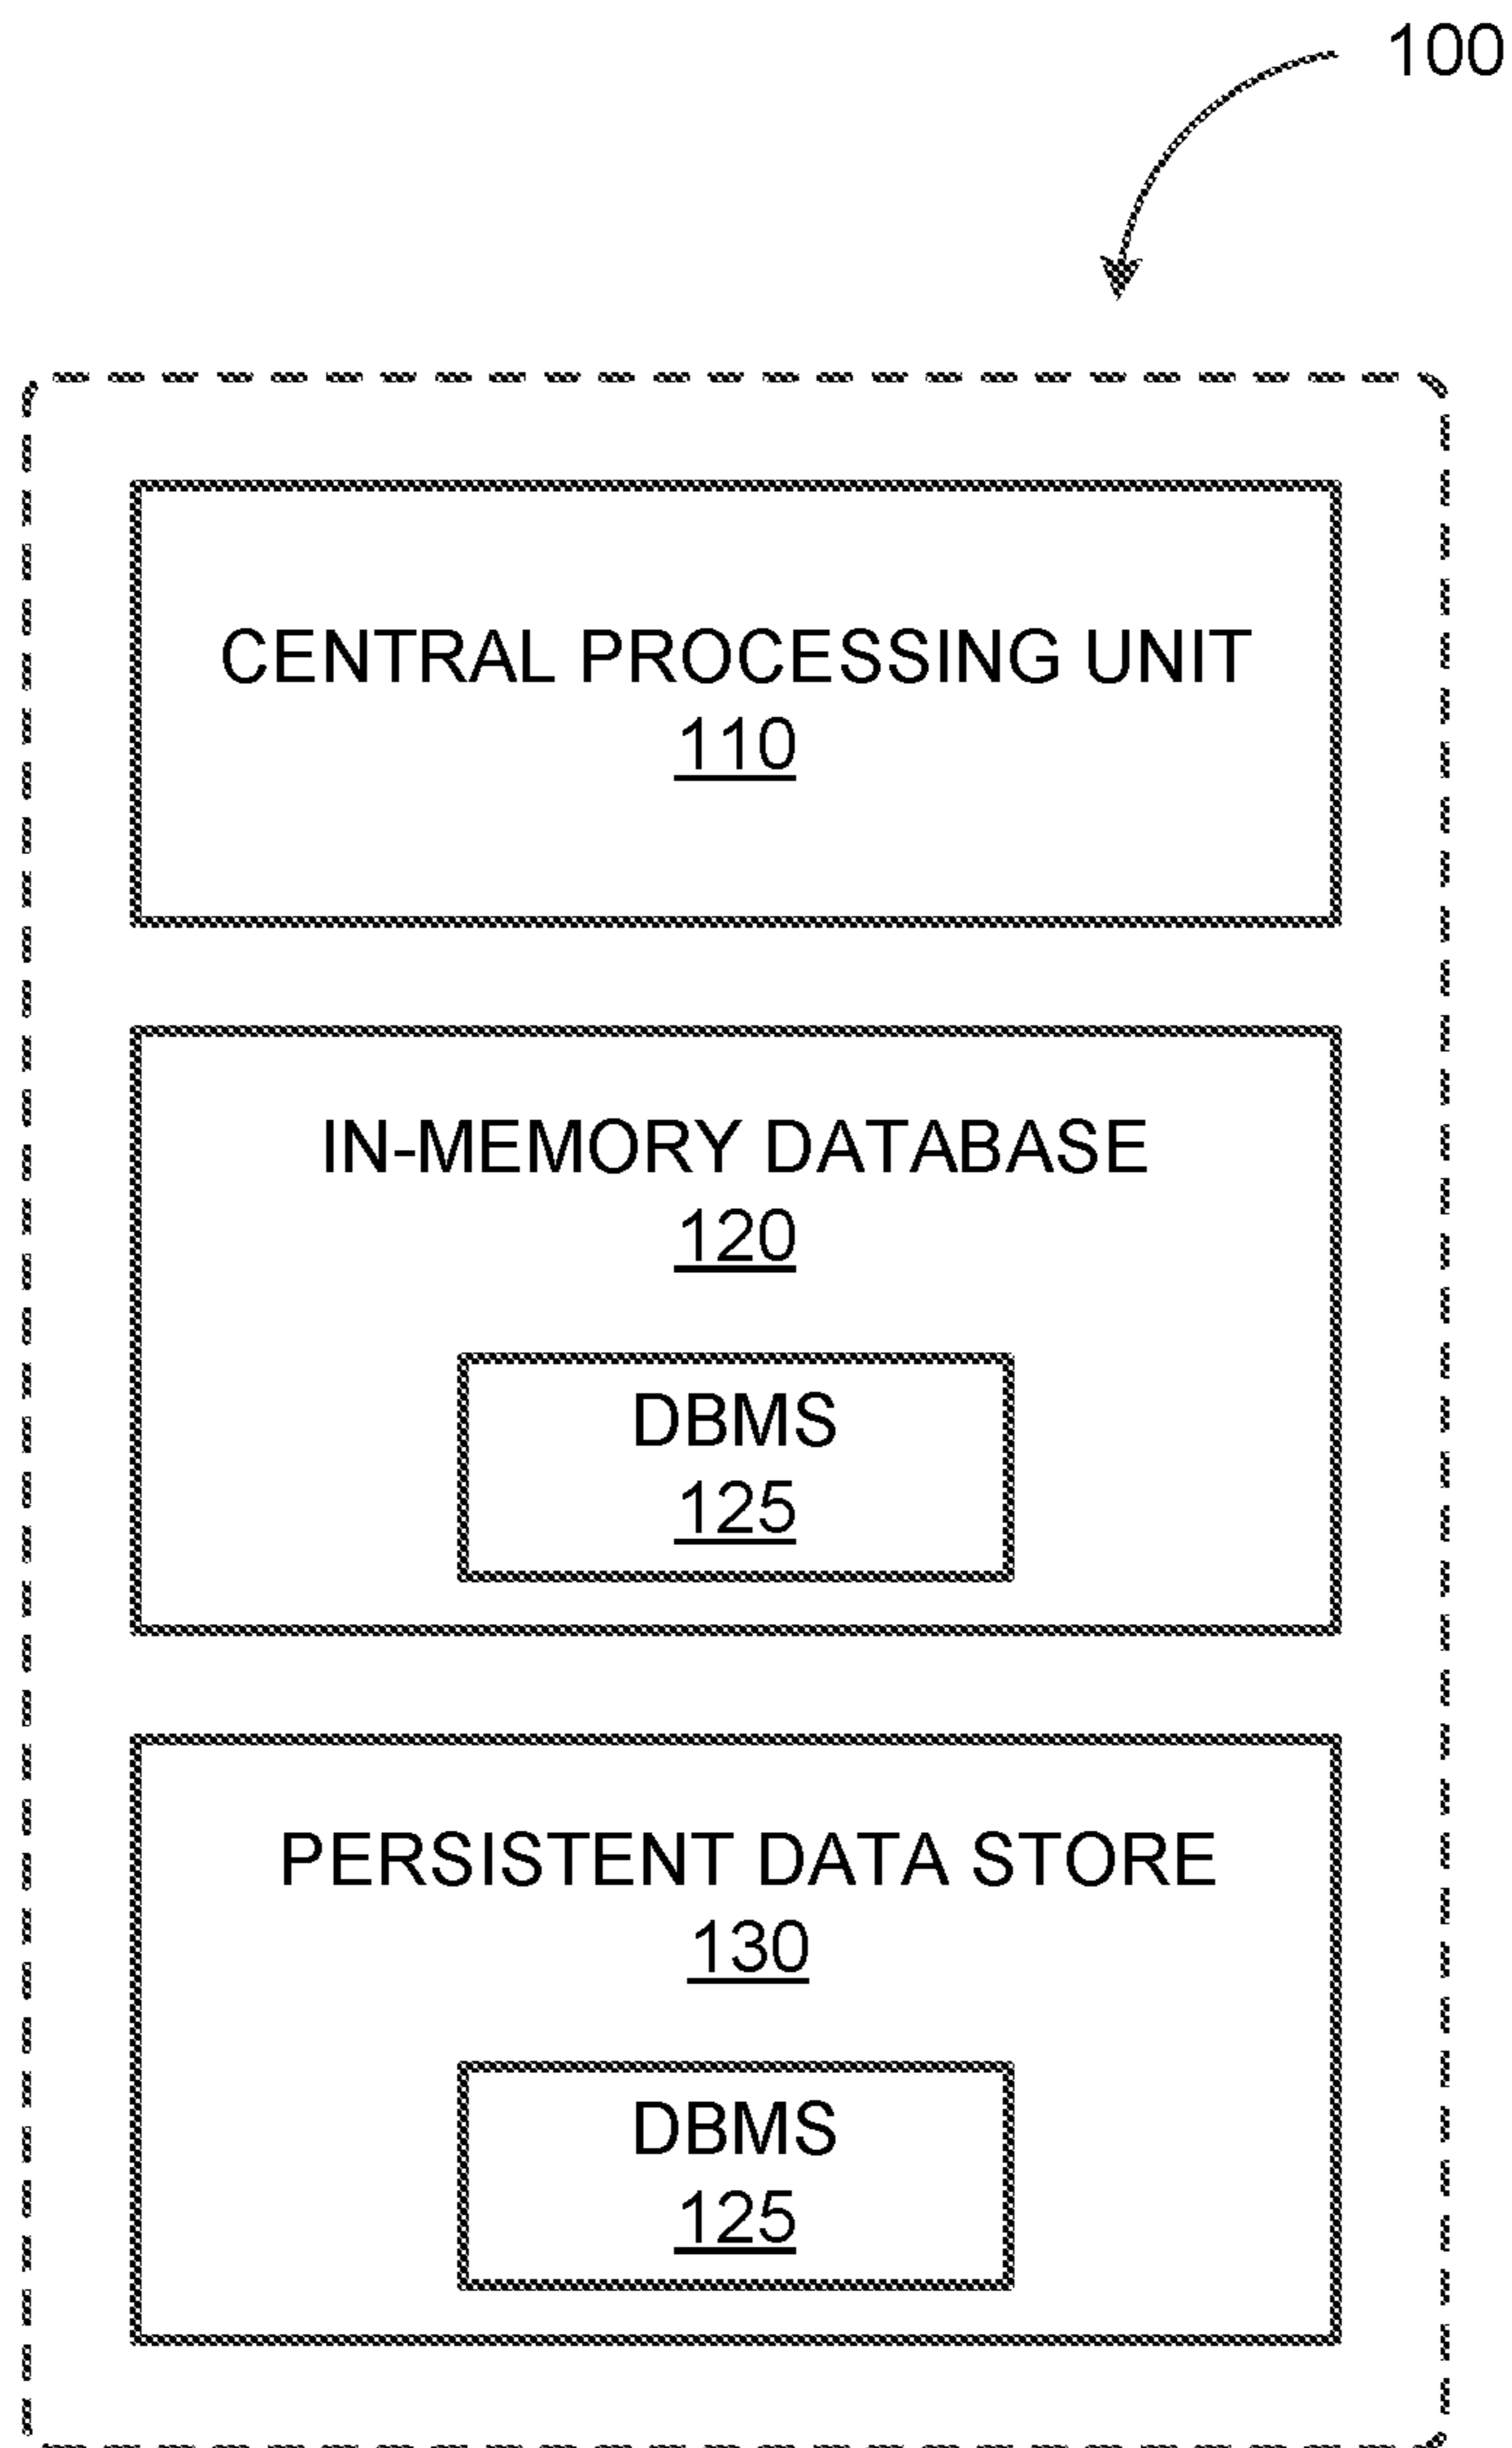 100
CENTRAL PROCESSING UNIT
110
IN-MEMORY DATABASE
120
DBMS
125
PERSISTENT DATA STORE
130
DBMS
125